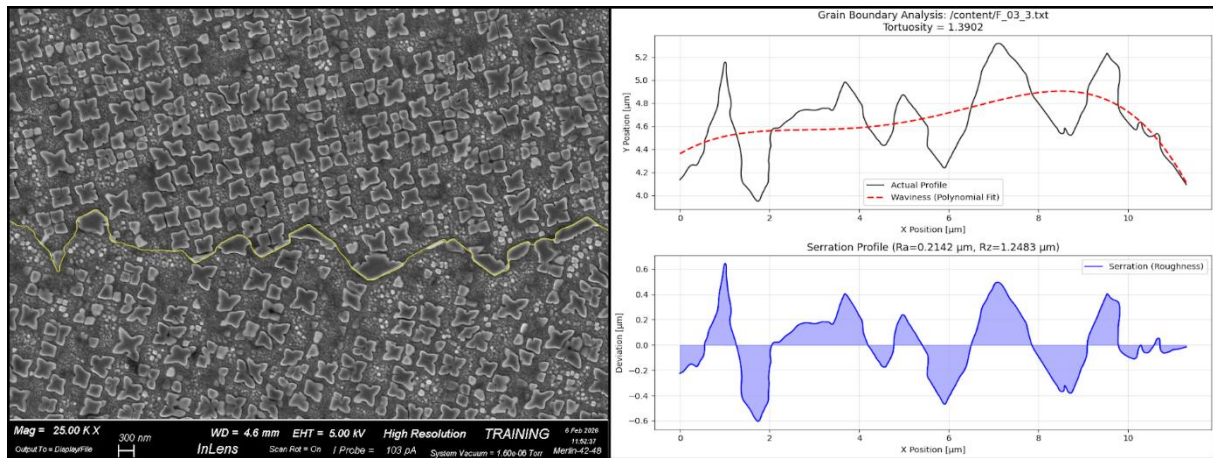 Mag = 25.00 K X
300 nm
WD = 4.6 mm
EHT = 5.00 kV
High Resolution
TRAINING
6 Feb 2026
11:52:37
Output To = Display/File
InLens
Scan Rot = On
I Probe = 103 pA
System Vacuum = 1.60e-06 Torr
Merlin-42-48
Grain Boundary Analysis: /content/F_03_3.txt
Tortuosity = 1.3902
Y Position [µm]
5.2
5.0
4.8
4.6
4.4
4.2
4.0
Actual Profile
Waviness (Polynomial Fit)
0 2 4 6 8 10
X Position [µm]
Serration Profile (Ra=0.2142 µm, Rz=1.2483 µm)
Deviation [µm]
0.6
0.4
0.2
0.0
−0.2
−0.4
−0.6
Serration (Roughness)
0 2 4 6 8 10
X Position [µm]